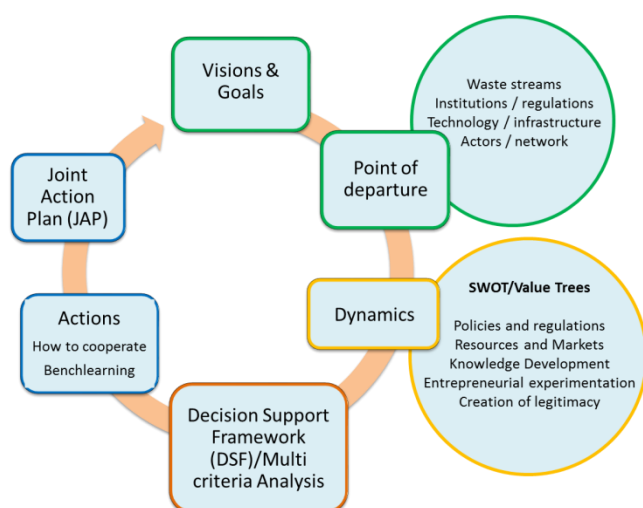 Visions &
Goals
Waste streams
Institutions / regulations
Technology / infrastructure
Actors / network
Point of
departure
SWOT/Value Trees
Policies and regulations
Resources and Markets
Knowledge Development
Entrepreneurial experimentation
Creation of legitimacy
Dynamics
Decision Support
Framework
(DSF)/Multi
criteria Analysis
Actions
How to cooperate
Benchlearning
Joint
Action
Plan (JAP)